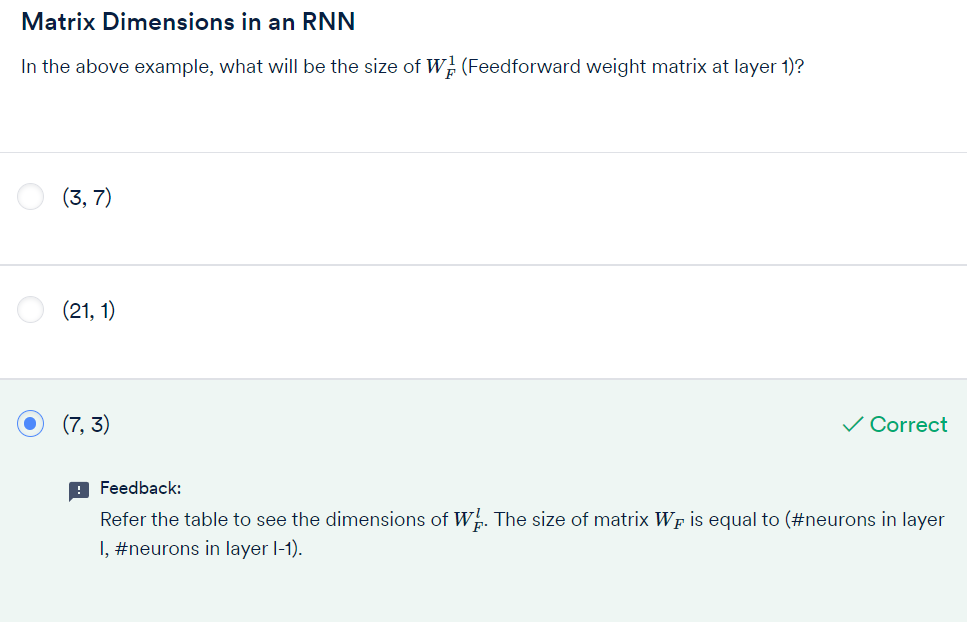 Matrix Dimensions in an RNN
In the above example, what will be the size of W_F^1 (Feedforward weight matrix at layer 1)?
(3, 7)
(21, 1)
(7, 3)
✓ Correct
Feedback:
Refer the table to see the dimensions of W_F^l. The size of matrix W_F is equal to (#neurons in layer
l, #neurons in layer l-1).